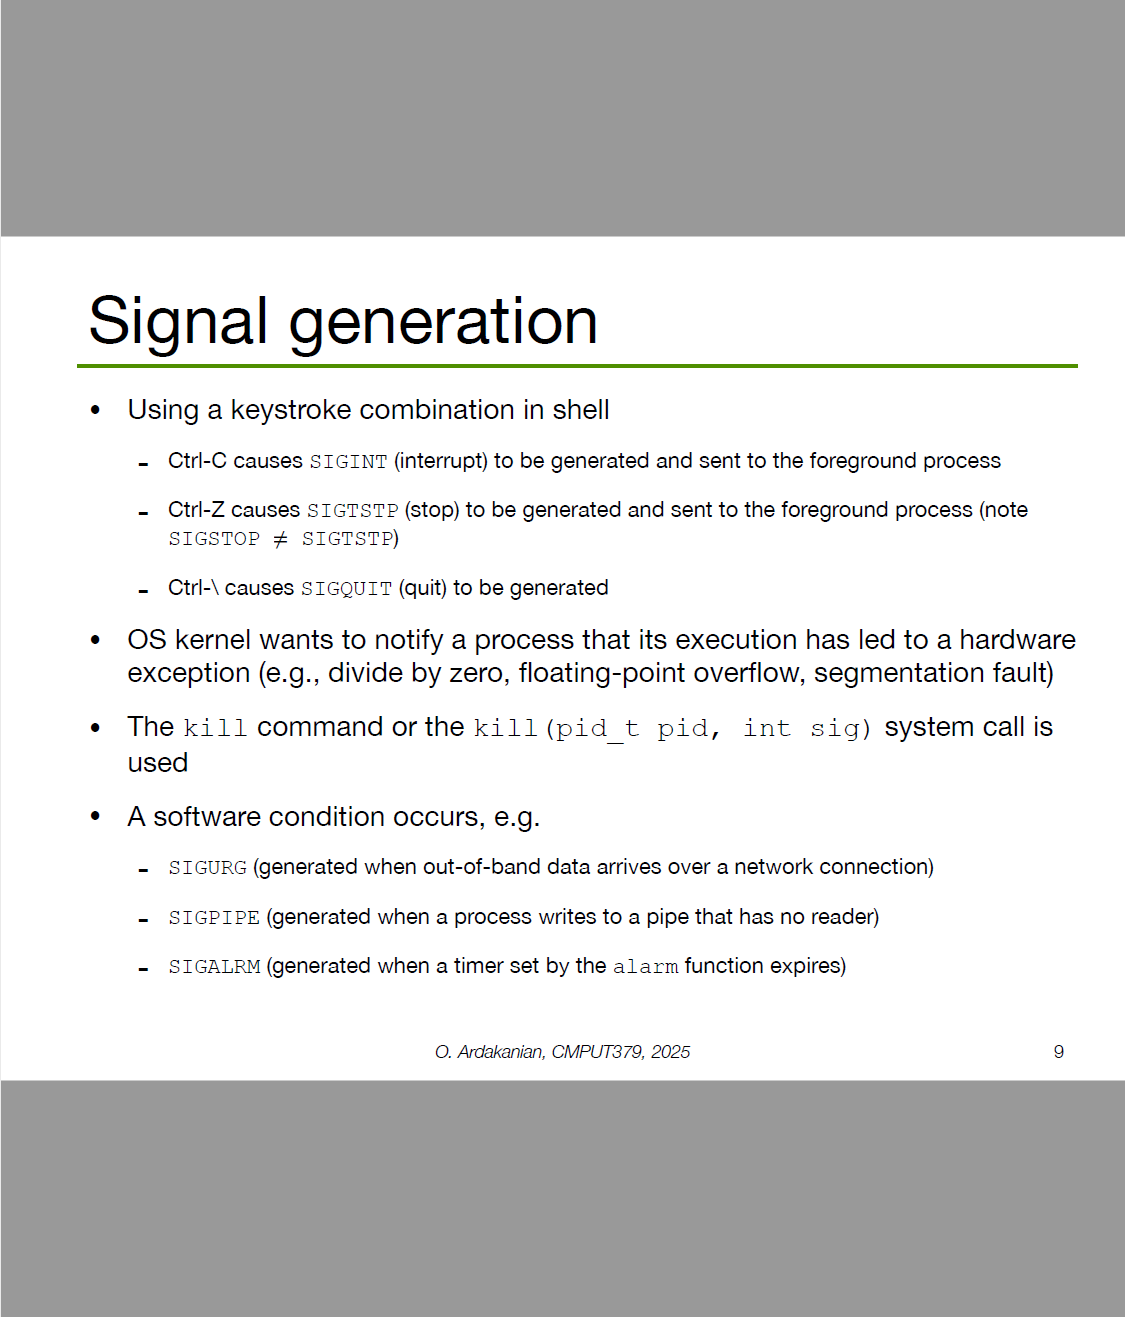 Signal generation
• Using a keystroke combination in shell
- Ctrl-C causes SIGINT (interrupt) to be generated and sent to the foreground process
- Ctrl-Z causes SIGTSTP (stop) to be generated and sent to the foreground process (note
SIGSTOP ≠ SIGTSTP)
- Ctrl-\ causes SIGQUIT (quit) to be generated
• OS kernel wants to notify a process that its execution has led to a hardware
exception (e.g., divide by zero, floating-point overflow, segmentation fault)
• The kill command or the kill(pid_t pid, int sig) system call is
used
• A software condition occurs, e.g.
- SIGURG (generated when out-of-band data arrives over a network connection)
- SIGPIPE (generated when a process writes to a pipe that has no reader)
- SIGALRM (generated when a timer set by the alarm function expires)
O. Ardakanian, CMPUT379, 2025
9